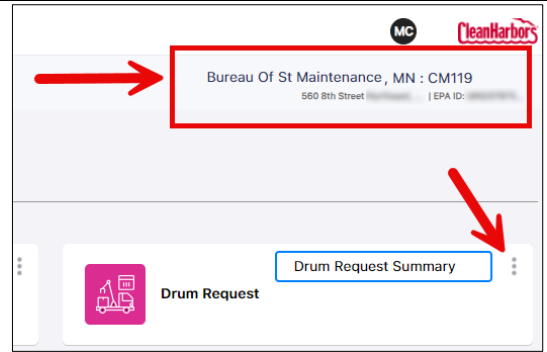 MC CleanHarbors
Bureau Of St Maintenance, MN : CM119
560 8th Street | EPA ID:
Drum Request Summary
Drum Request